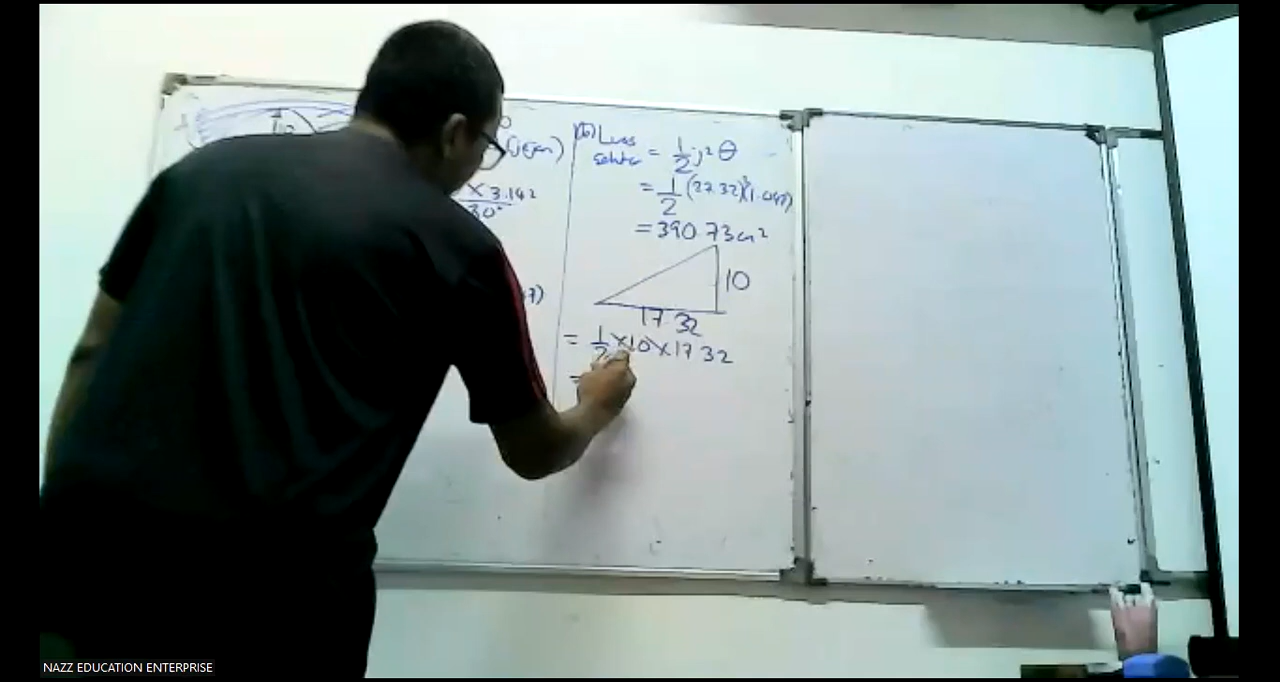 (jejari)
× 3.142
(b) Luas
sektor = 1/2 j² θ
= 1/2 (27.32)² (1.047)
= 390.73 cm²
10
17.32
= 1/2 × 10 × 17.32
=
NAZZ EDUCATION ENTERPRISE